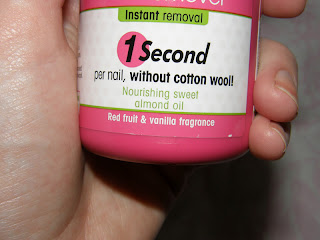 Instant removal
1 Second
per nail, without cotton wool!
Nourishing sweet
almond oil
Red fruit & vanilla fragrance